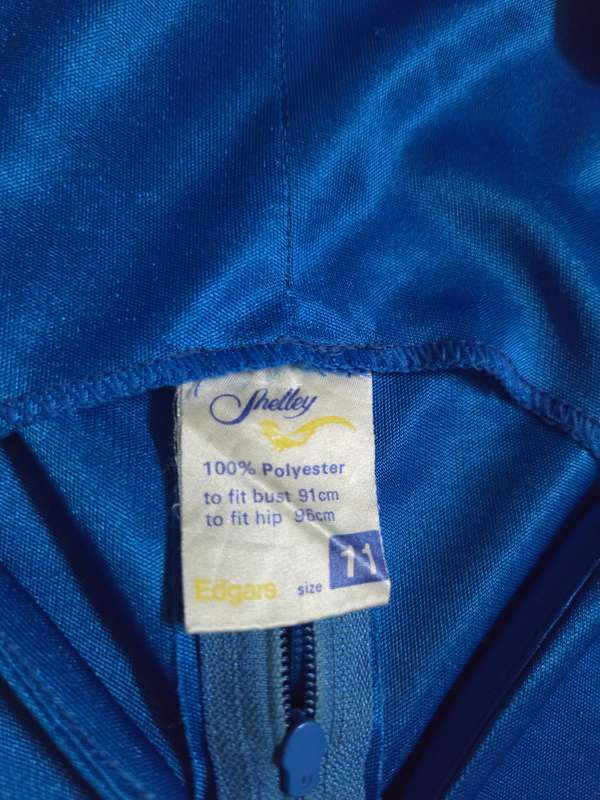 Shelley
100% Polyester
to fit bust 91cm
to fit hip 96cm
Edgars size 11